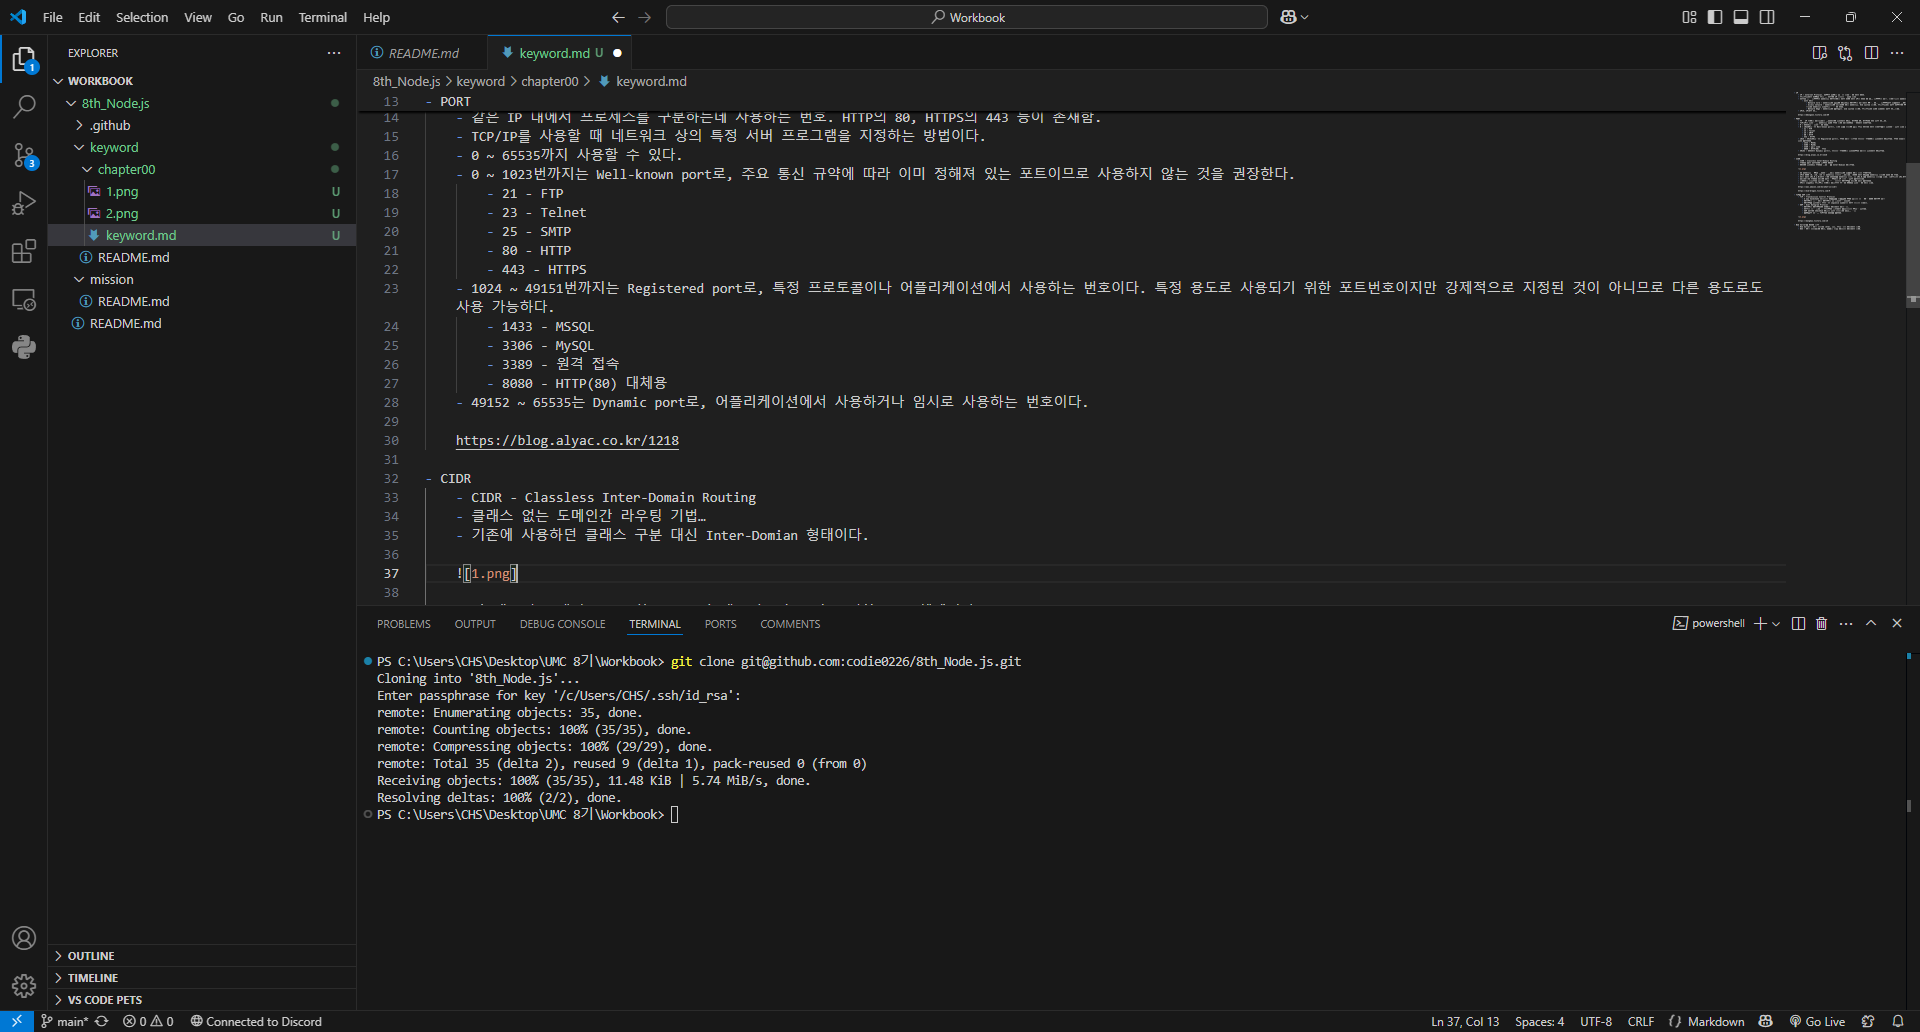 File Edit Selection View Go Run Terminal Help
Workbook
EXPLORER
WORKBOOK
8th_Node.js
.github
keyword
chapter00
1.png U
2.png U
keyword.md U
README.md
mission
README.md
README.md
OUTLINE
TIMELINE
VS CODE PETS
1
3
README.md
keyword.md U
8th_Node.js > keyword > chapter00 > keyword.md
13 - PORT
14 - 같은 IP 내에서 프로세스를 구분하는데 사용하는 번호. HTTP의 80, HTTPS의 443 등이 존재함.
15 - TCP/IP를 사용할 때 네트워크 상의 특정 서버 프로그램을 지정하는 방법이다.
16 - 0 ~ 65535까지 사용할 수 있다.
17 - 0 ~ 1023번까지는 Well-known port로, 주요 통신 규약에 따라 이미 정해져 있는 포트이므로 사용하지 않는 것을 권장한다.
18 - 21 - FTP
19 - 23 - Telnet
20 - 25 - SMTP
21 - 80 - HTTP
22 - 443 - HTTPS
23 - 1024 ~ 49151번까지는 Registered port로, 특정 프로토콜이나 어플리케이션에서 사용하는 번호이다. 특정 용도로 사용되기 위한 포트번호이지만 강제적으로 지정된 것이 아니므로 다른 용도로도
사용 가능하다.
24 - 1433 - MSSQL
25 - 3306 - MySQL
26 - 3389 - 원격 접속
27 - 8080 - HTTP(80) 대체용
28 - 49152 ~ 65535는 Dynamic port로, 어플리케이션에서 사용하거나 임시로 사용하는 번호이다.
29
30 https://blog.alyac.co.kr/1218
31
32 - CIDR
33 - CIDR - Classless Inter-Domain Routing
34 - 클래스 없는 도메인간 라우팅 기법…
35 - 기존에 사용하던 클래스 구분 대신 Inter-Domian 형태이다.
36
37 ![1.png]
38
PROBLEMS OUTPUT DEBUG CONSOLE TERMINAL PORTS COMMENTS
powershell
PS C:\Users\CHS\Desktop\UMC 8기\Workbook> git clone git@github.com:codie0226/8th_Node.js.git
Cloning into '8th_Node.js'...
Enter passphrase for key '/c/Users/CHS/.ssh/id_rsa':
remote: Enumerating objects: 35, done.
remote: Counting objects: 100% (35/35), done.
remote: Compressing objects: 100% (29/29), done.
remote: Total 35 (delta 2), reused 9 (delta 1), pack-reused 0 (from 0)
Receiving objects: 100% (35/35), 11.48 KiB | 5.74 MiB/s, done.
Resolving deltas: 100% (2/2), done.
PS C:\Users\CHS\Desktop\UMC 8기\Workbook>
main* 0 0 Connected to Discord
Ln 37, Col 13 Spaces: 4 UTF-8 CRLF Markdown Go Live